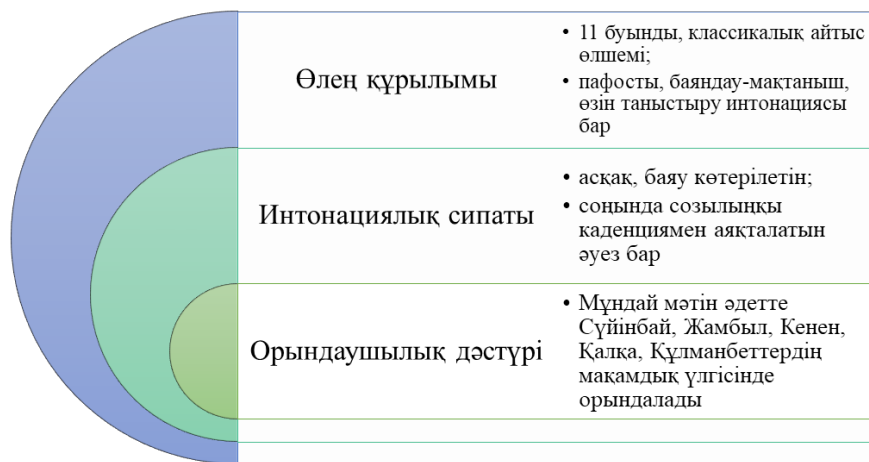 Өлең құрылымы
• 11 буынды, классикалық айтыс
өлшемі;
• пафосты, баяндау-мақтаныш,
өзін таныстыру интонациясы
бар
Интонациялық сипаты
• асқақ, баяу көтерілетін;
• соңында созылыңқы
каденциямен аяқталатын
әуез бар
Орындаушылық дәстүрі
• Мұндай мәтін әдетте
Сүйінбай, Жамбыл, Кенен,
Қалқа, Құлманбеттердің
мақамдық үлгісінде
орындалады